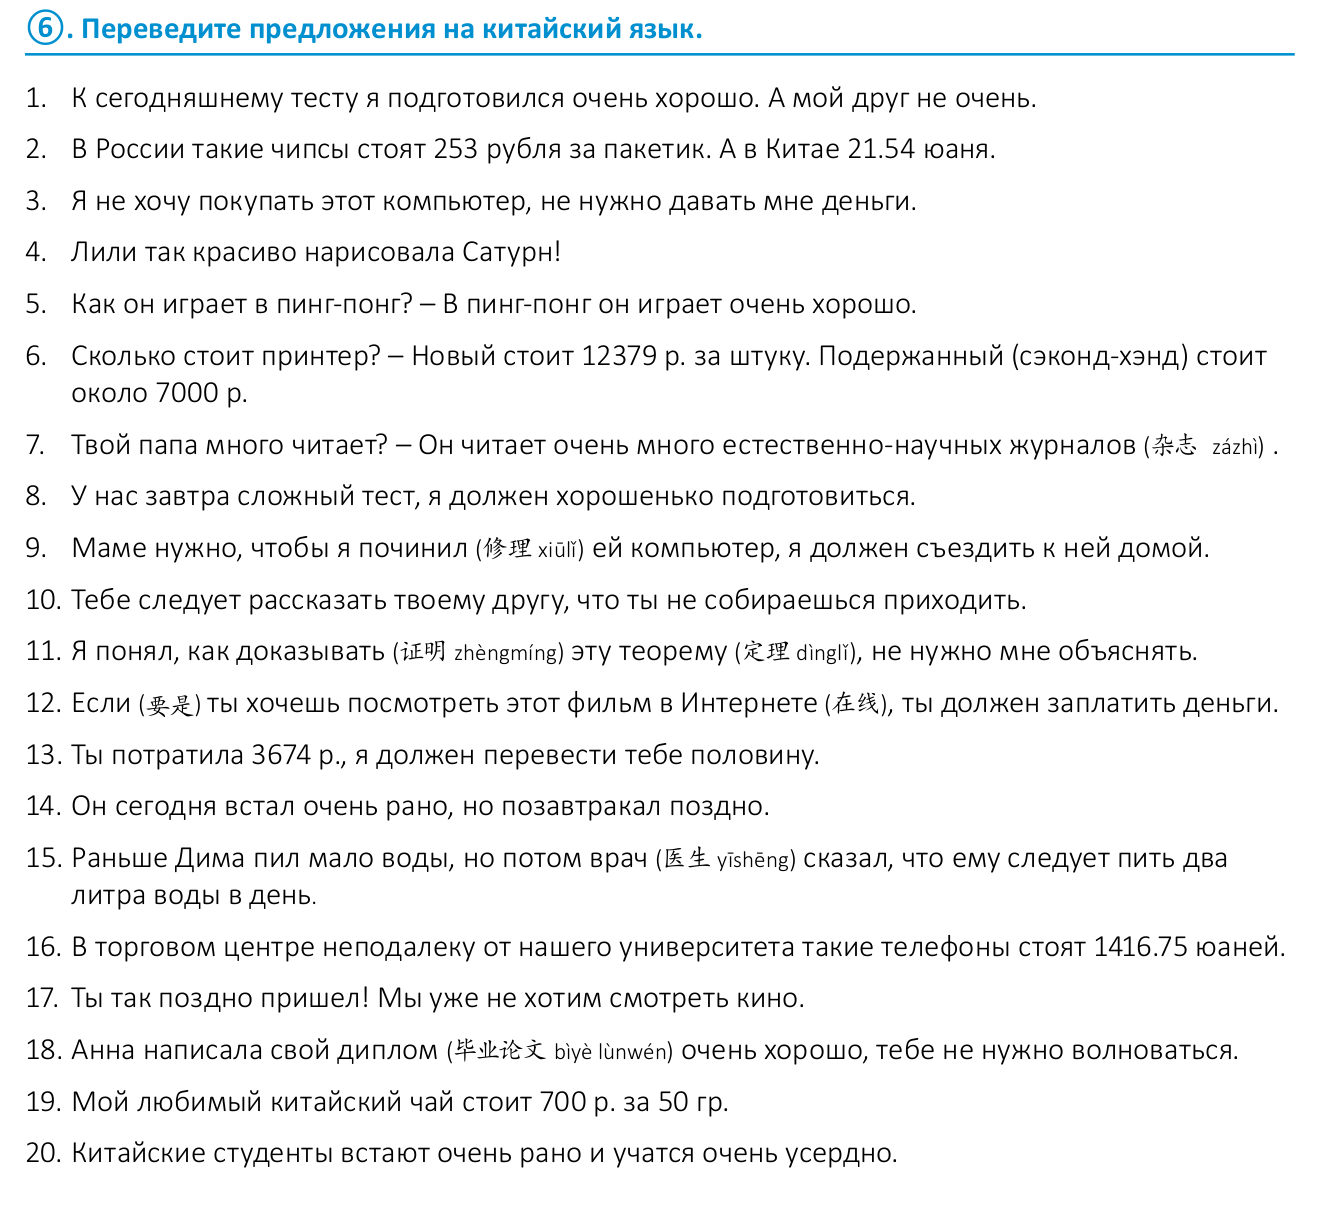 ⑥. Переведите предложения на китайский язык.
1. К сегодняшнему тесту я подготовился очень хорошо. А мой друг не очень.
2. В России такие чипсы стоят 253 рубля за пакетик. А в Китае 21.54 юаня.
3. Я не хочу покупать этот компьютер, не нужно давать мне деньги.
4. Лили так красиво нарисовала Сатурн!
5. Как он играет в пинг-понг? – В пинг-понг он играет очень хорошо.
6. Сколько стоит принтер? – Новый стоит 12379 р. за штуку. Подержанный (сэконд-хэнд) стоит
около 7000 р.
7. Твой папа много читает? – Он читает очень много естественно-научных журналов (杂志 zázhì) .
8. У нас завтра сложный тест, я должен хорошенько подготовиться.
9. Маме нужно, чтобы я починил (修理 xiūlǐ) ей компьютер, я должен съездить к ней домой.
10. Тебе следует рассказать твоему другу, что ты не собираешься приходить.
11. Я понял, как доказывать (证明 zhèngmíng) эту теорему (定理 dìnglǐ), не нужно мне объяснять.
12. Если (要是) ты хочешь посмотреть этот фильм в Интернете (在线), ты должен заплатить деньги.
13. Ты потратила 3674 р., я должен перевести тебе половину.
14. Он сегодня встал очень рано, но позавтракал поздно.
15. Раньше Дима пил мало воды, но потом врач (医生 yīshēng) сказал, что ему следует пить два
литра воды в день.
16. В торговом центре неподалеку от нашего университета такие телефоны стоят 1416.75 юаней.
17. Ты так поздно пришел! Мы уже не хотим смотреть кино.
18. Анна написала свой диплом (毕业论文 bìyè lùnwén) очень хорошо, тебе не нужно волноваться.
19. Мой любимый китайский чай стоит 700 р. за 50 гр.
20. Китайские студенты встают очень рано и учатся очень усердно.